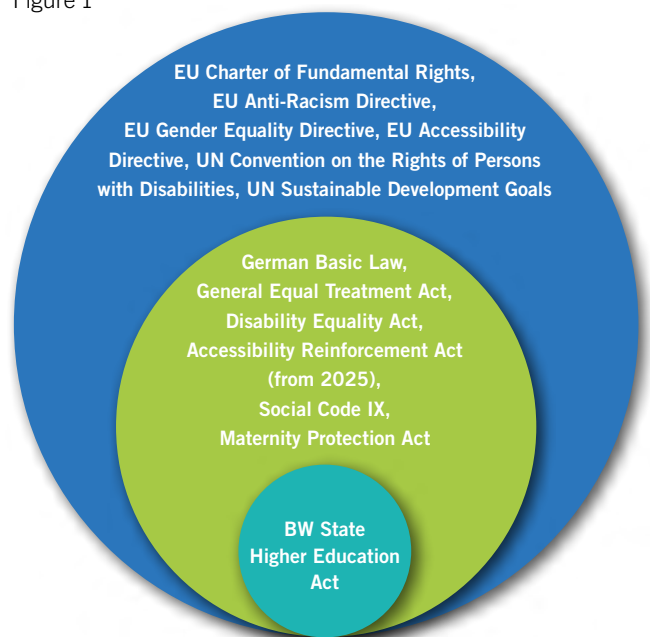 Figure 1
EU Charter of Fundamental Rights,
EU Anti-Racism Directive,
EU Gender Equality Directive, EU Accessibility
Directive, UN Convention on the Rights of Persons
with Disabilities, UN Sustainable Development Goals
German Basic Law,
General Equal Treatment Act,
Disability Equality Act,
Accessibility Reinforcement Act
(from 2025),
Social Code IX,
Maternity Protection Act
BW State
Higher Education
Act